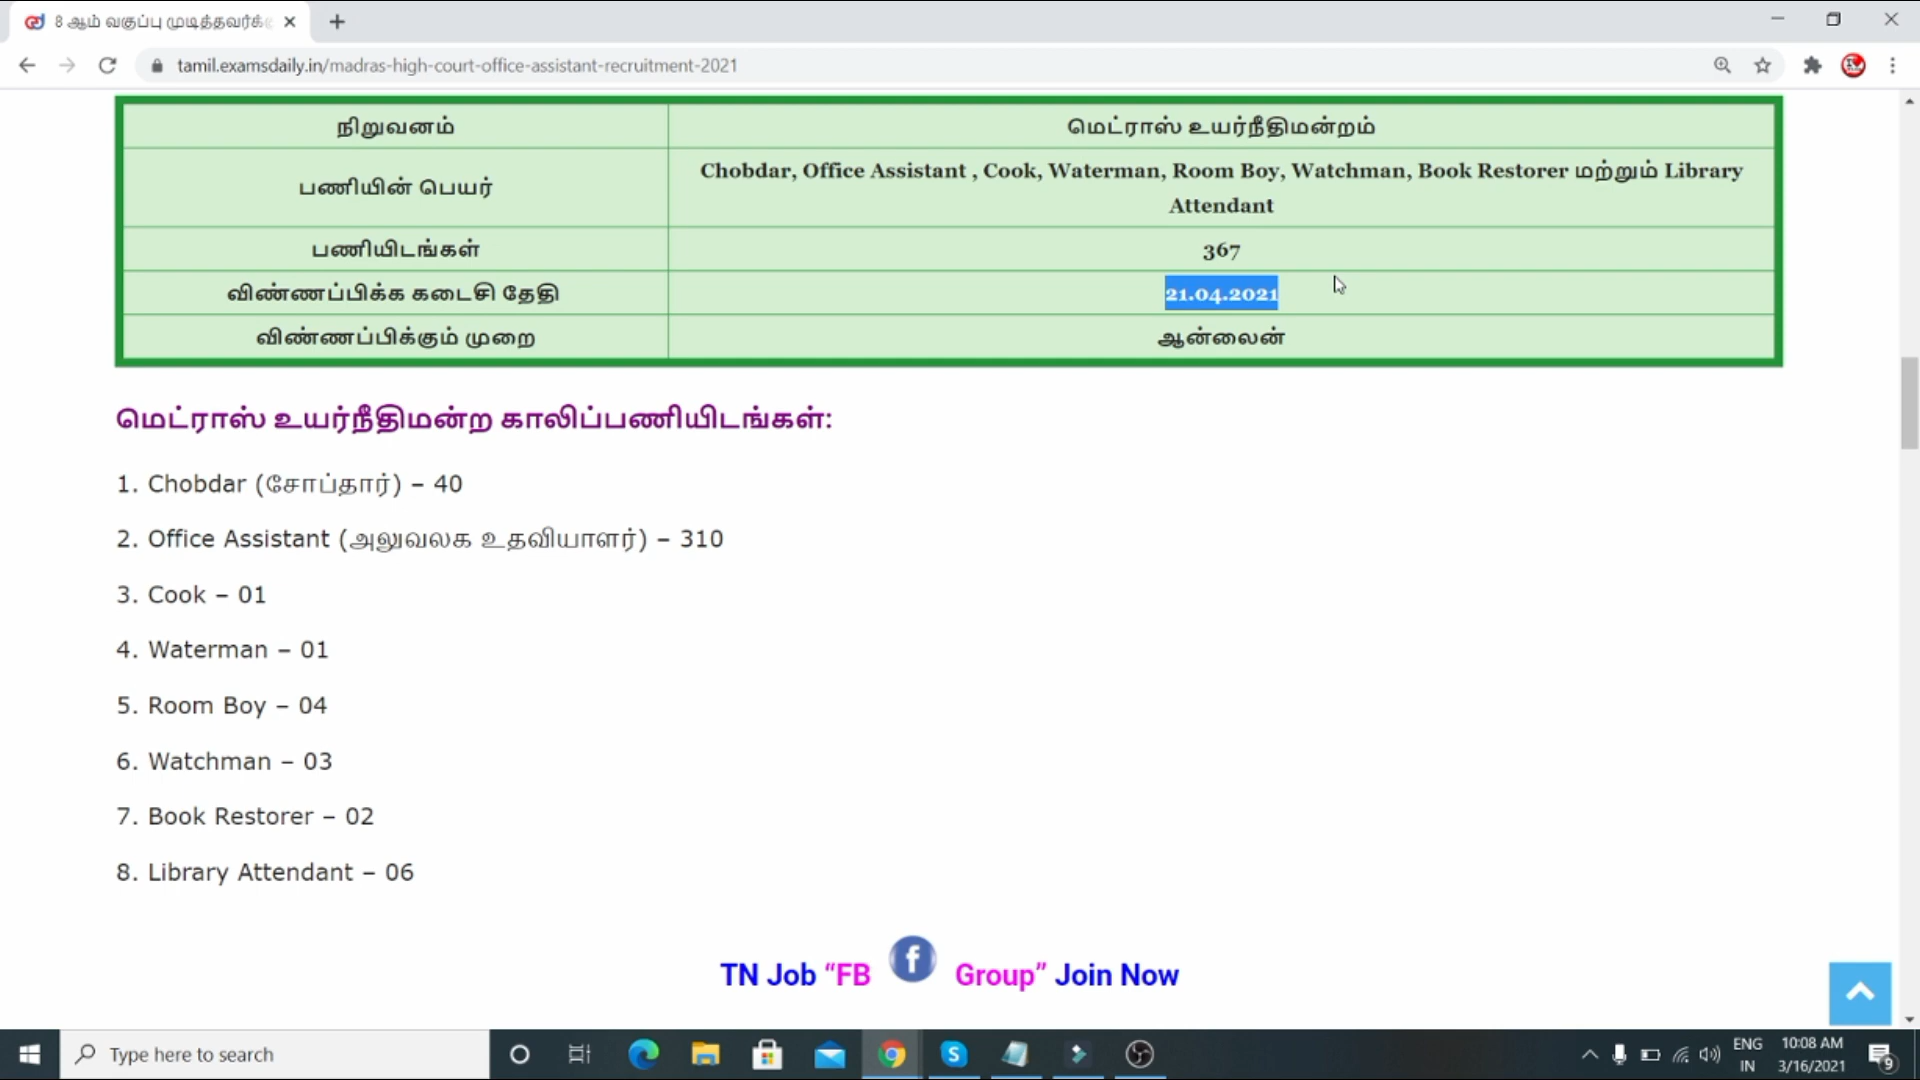 8 ஆம் வகுப்பு முடித்தவர்க்
tamil.examsdaily.in/madras-high-court-office-assistant-recruitment-2021
நிறுவனம்
மெட்ராஸ் உயர்நீதிமன்றம்
பணியின் பெயர்
Chobdar, Office Assistant , Cook, Waterman, Room Boy, Watchman, Book Restorer மற்றும் Library
Attendant
பணியிடங்கள்
367
விண்ணப்பிக்க கடைசி தேதி
21.04.2021
விண்ணப்பிக்கும் முறை
ஆன்லைன்
மெட்ராஸ் உயர்நீதிமன்ற காலிப்பணியிடங்கள்:
1. Chobdar (சோப்தார்) – 40
2. Office Assistant (அலுவலக உதவியாளர்) – 310
3. Cook – 01
4. Waterman – 01
5. Room Boy – 04
6. Watchman – 03
7. Book Restorer – 02
8. Library Attendant – 06
TN Job “FB Group” Join Now
Type here to search
ENG
IN
10:08 AM
3/16/2021
9